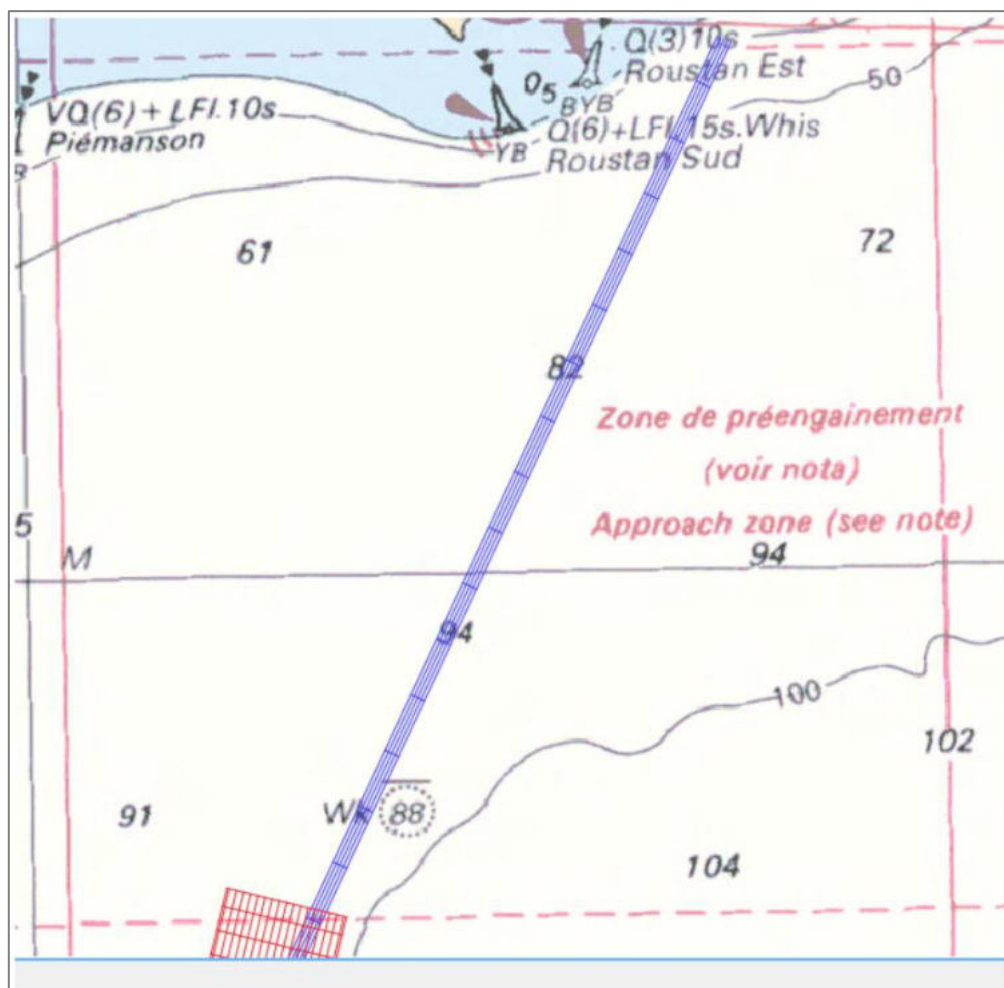 Q(3)10s
Roustan Est
05
BYB
50
VQ(6)+LFl.10s
Piémanson
Q(6)+LFl.15s.Whis
YB
Roustan Sud
B
61
72
82
Zone de préengainement
(voir nota)
Approach zone (see note)
5
M
94
94
100
102
91
88
104